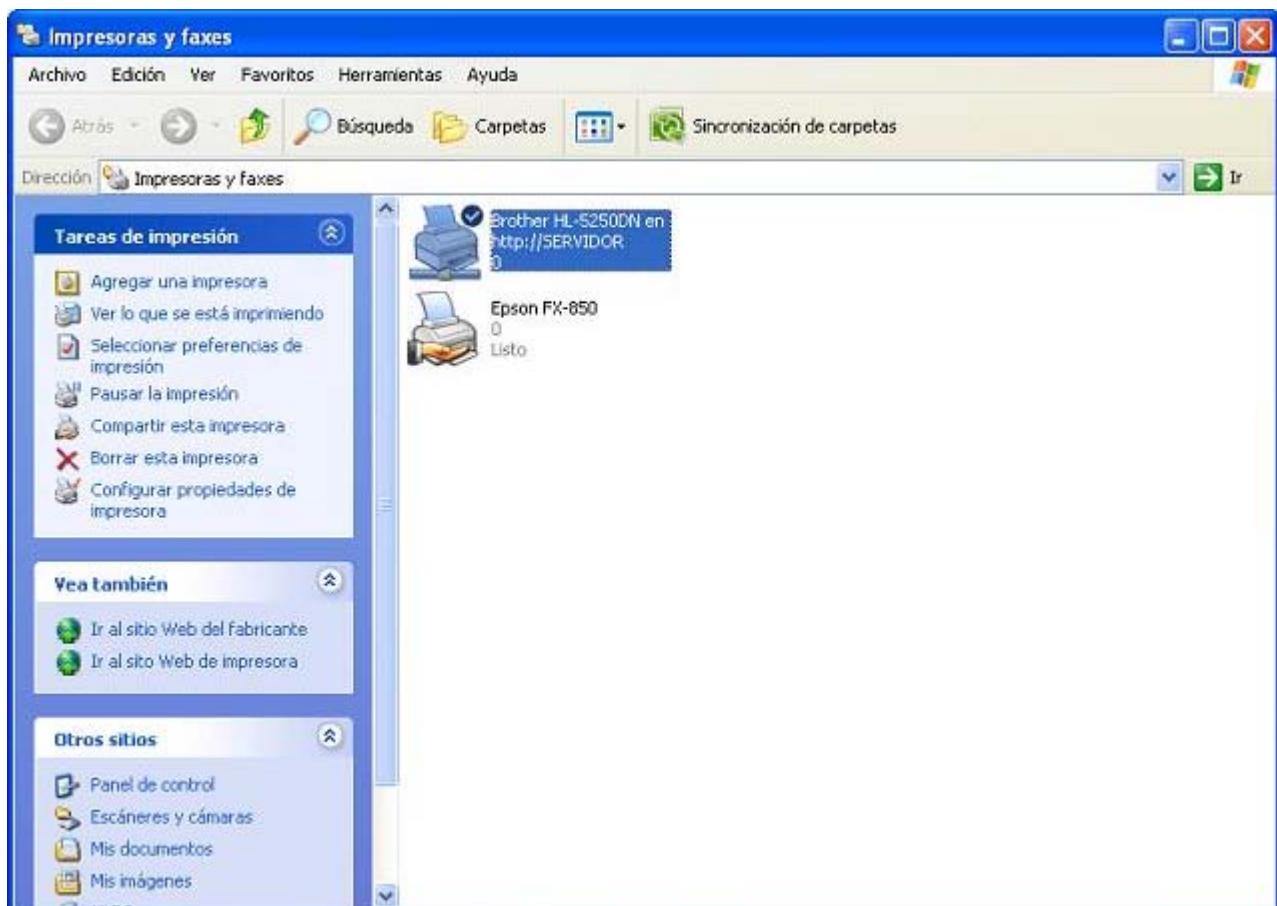 Impresoras y faxes
Archivo Edición Ver Favoritos Herramientas Ayuda
Atrás Búsqueda Carpetas Sincronización de carpetas
Dirección Impresoras y faxes Ir
Tareas de impresión
Agregar una impresora
Ver lo que se está imprimiendo
Seleccionar preferencias de
impresión
Pausar la impresión
Compartir esta impresora
Borrar esta impresora
Configurar propiedades de
impresora
Vea también
Ir al sitio Web del fabricante
Ir al sito Web de impresora
Otros sitios
Panel de control
Escáneres y cámaras
Mis documentos
Mis imágenes
Brother HL-5250DN en
http://SERVIDOR
0
Epson FX-850
0
Listo